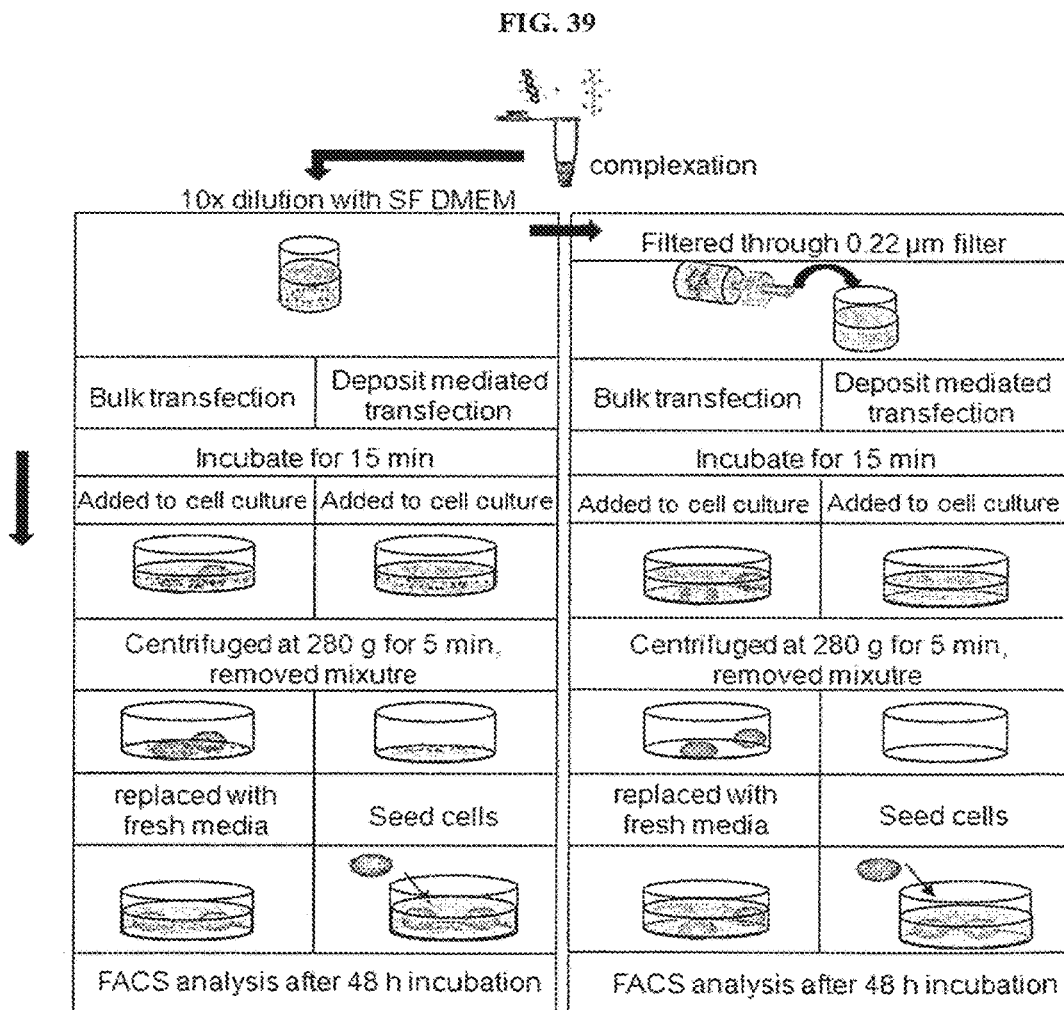 FIG. 39
complexation
10x dilution with SF DMEM
Bulk transfection
Deposit mediated
transfection
Incubate for 15 min
Added to cell culture
Added to cell culture
Centrifuged at 280 g for 5 min,
removed mixutre
replaced with
fresh media
Seed cells
FACS analysis after 48 h incubation
Filtered through 0.22 µm filter
Bulk transfection
Deposit mediated
transfection
Incubate for 15 min
Added to cell culture
Added to cell culture
Centrifuged at 280 g for 5 min,
removed mixutre
replaced with
fresh media
Seed cells
FACS analysis after 48 h incubation